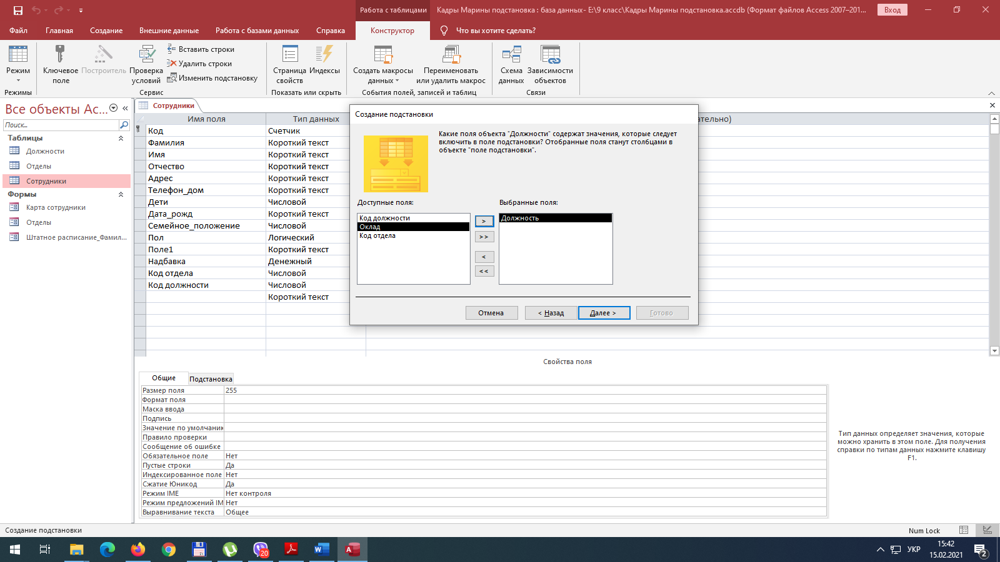 Работа с таблицами
Кадры Марины подстановка : база данных- E:\9 класс\Кадры Марины подстановка.accdb (Формат файлов Access 2007–201...
Вход
Файл
Главная
Создание
Внешние данные
Работа с базами данных
Справка
Конструктор
Что вы хотите сделать?
Режим
Ключевое поле
Построитель
Проверка условий
Вставить строки
Удалить строки
Изменить подстановку
Страница свойств
Индексы
Создать макросы данных
Переименовать или удалить макрос
Схема данных
Зависимости объектов
Режимы
Сервис
Показать или скрыть
События полей, записей и таблиц
Связи
Все объекты Ac...
«
Поиск...
Таблицы
Должности
Отделы
Сотрудники
Формы
Карта сотрудники
Отделы
Штатное расписание_Фамил...
Сотрудники
Имя поля
Тип данных
ательно)
Код
Счетчик
Фамилия
Короткий текст
Имя
Короткий текст
Отчество
Короткий текст
Адрес
Короткий текст
Телефон_дом
Короткий текст
Дети
Числовой
Дата_рожд
Короткий текст
Семейное_положение
Числовой
Пол
Логический
Поле1
Короткий текст
Надбавка
Денежный
Код отдела
Числовой
Код должности
Числовой
Короткий текст
Создание подстановки
Какие поля объекта "Должности" содержат значения, которые следует
включить в поле подстановки? Отобранные поля станут столбцами в
объекте "поле подстановки".
Доступные поля:
Выбранные поля:
Код должности
Оклад
Код отдела
>
>>
<
<<
Должность
Отмена
< Назад
Далее >
Готово
Свойства поля
Общие
Подстановка
Размер поля
255
Формат поля
Маска ввода
Подпись
Значение по умолчани
Правило проверки
Сообщение об ошибке
Обязательное поле
Нет
Пустые строки
Да
Индексированное поле
Нет
Сжатие Юникод
Да
Режим IME
Нет контроля
Режим предложений IM
Нет
Выравнивание текста
Общее
Тип данных определяет значения, которые
можно хранить в этом поле. Для получения
справки по типам данных нажмите клавишу
F1.
Создание подстановки
Num Lock
20
W
A
УКР
15:42
15.02.2021
2